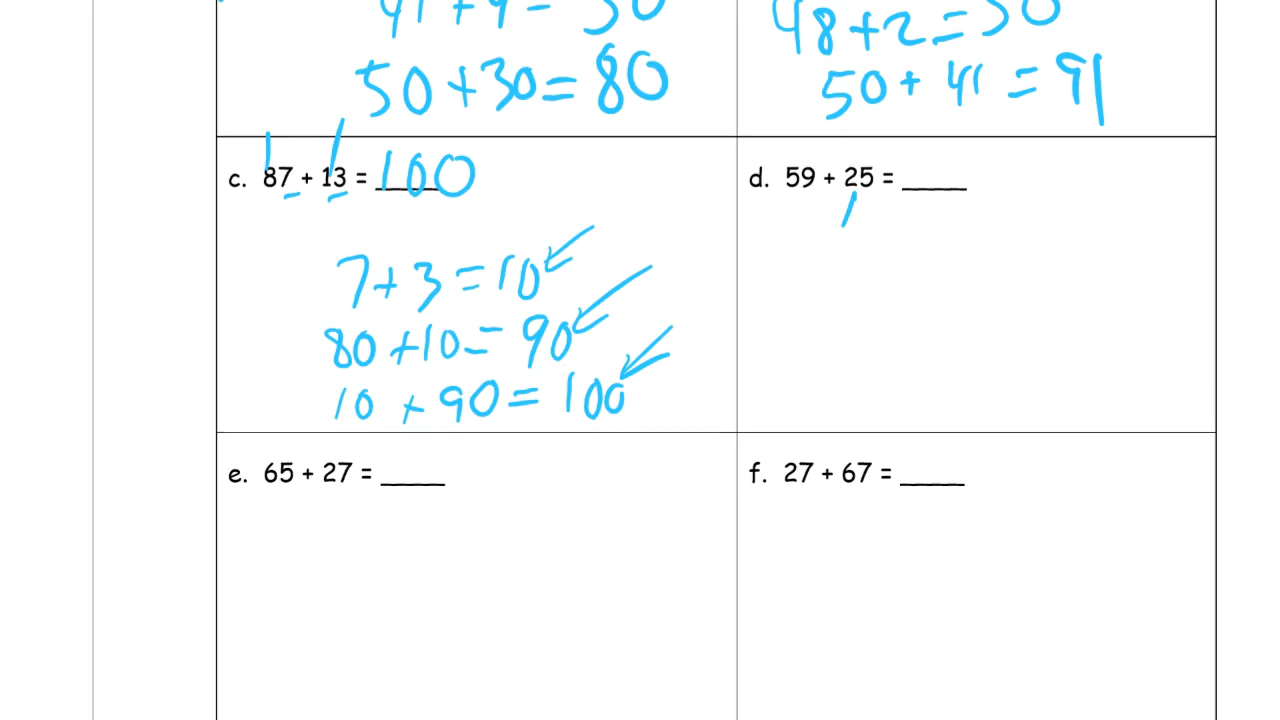 50 + 30 = 80
48 + 2 = 50
50 + 41 = 91
c. 87 + 13 = 100
7 + 3 = 10
80 + 10 = 90
10 + 90 = 100
d. 59 + 25 = _____
e. 65 + 27 = _____
f. 27 + 67 = _____